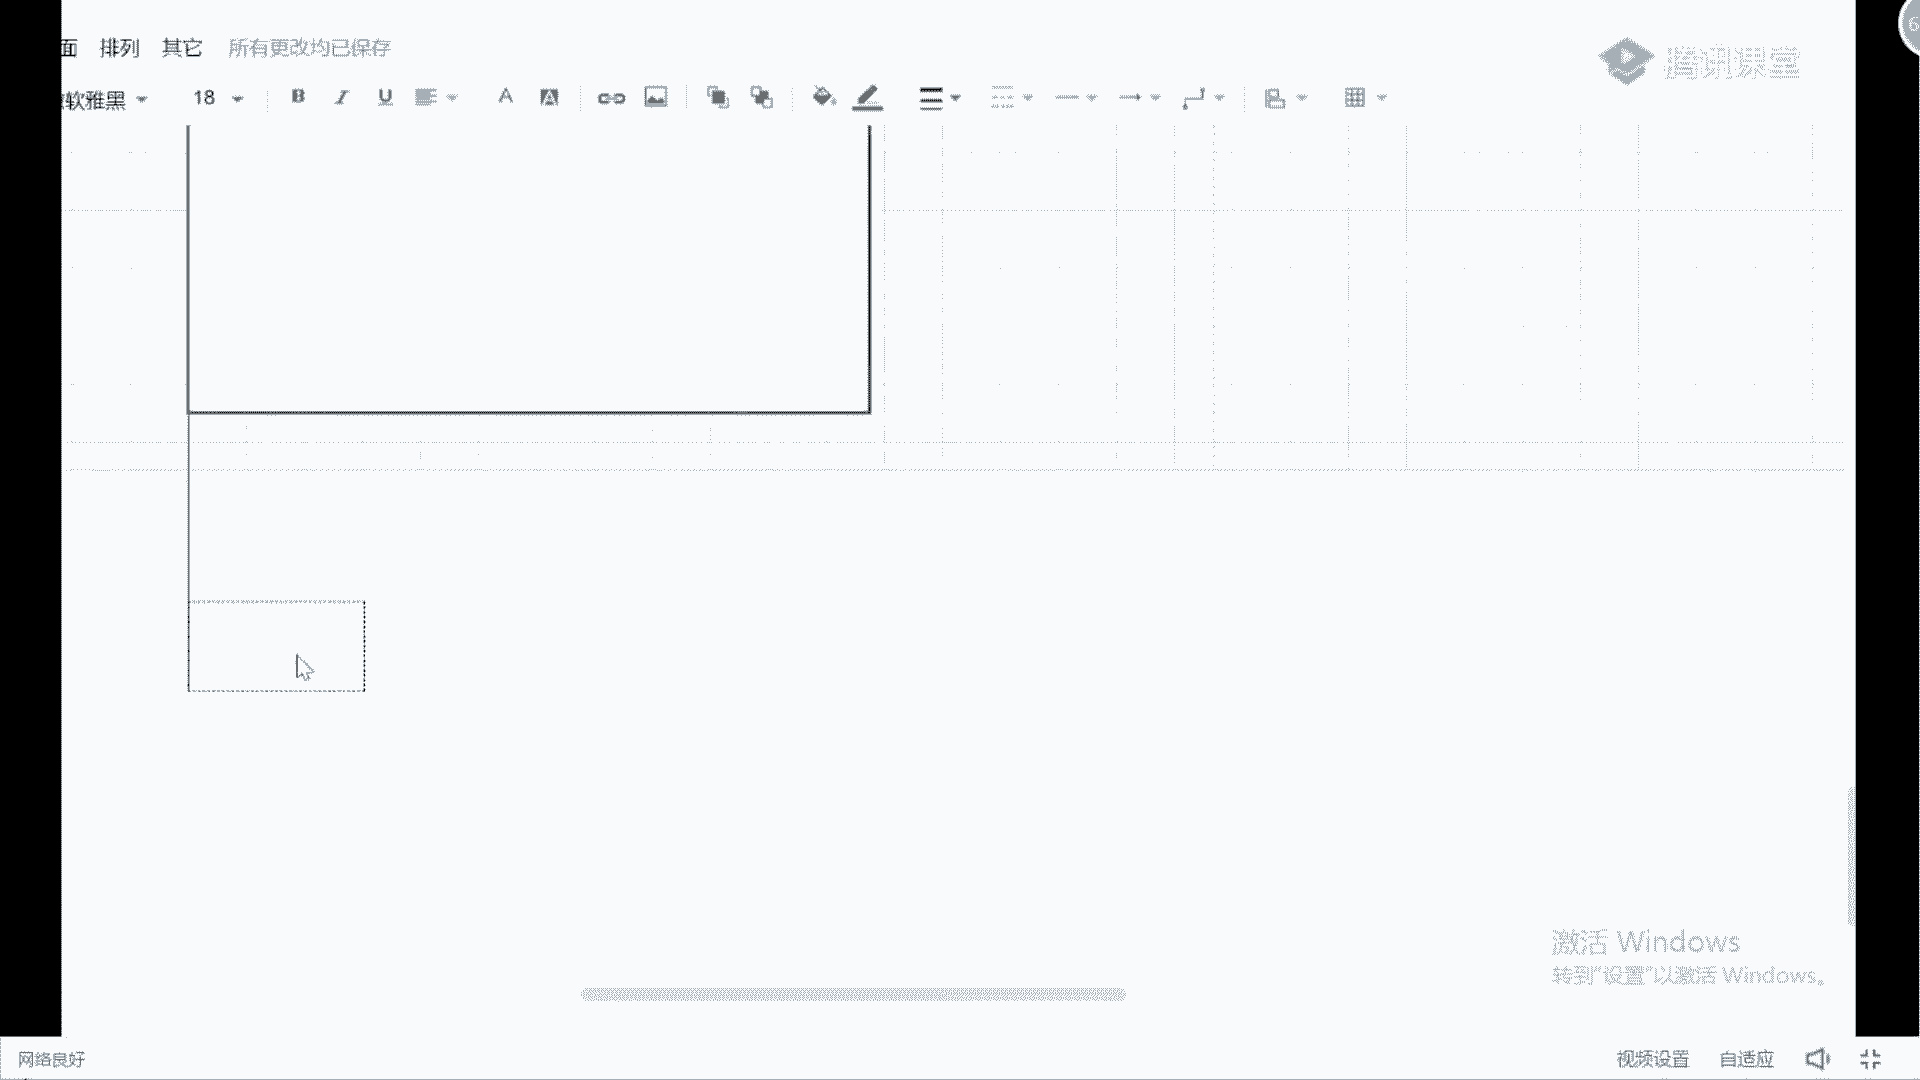 面 排列 其它 所有更改均已保存
腾讯课堂
软雅黑 18 B I U A A
激活 Windows
转到"设置"以激活 Windows。
网络良好 视频设置 自适应
6